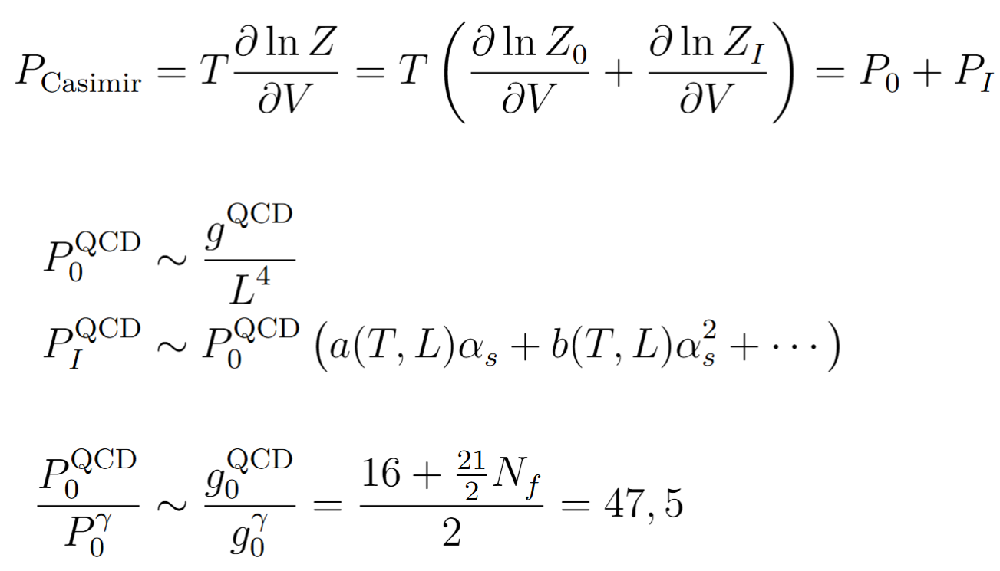 P_Casimir = T ∂ ln Z / ∂V = T ( ∂ ln Z_0 / ∂V + ∂ ln Z_I / ∂V ) = P_0 + P_I
P_0^QCD ∼ g^QCD / L^4
P_I^QCD ∼ P_0^QCD ( a(T, L)α_s + b(T, L)α_s^2 + ⋯ )
P_0^QCD / P_0^γ ∼ g_0^QCD / g_0^γ = (16 + 21/2 N_f) / 2 = 47,5